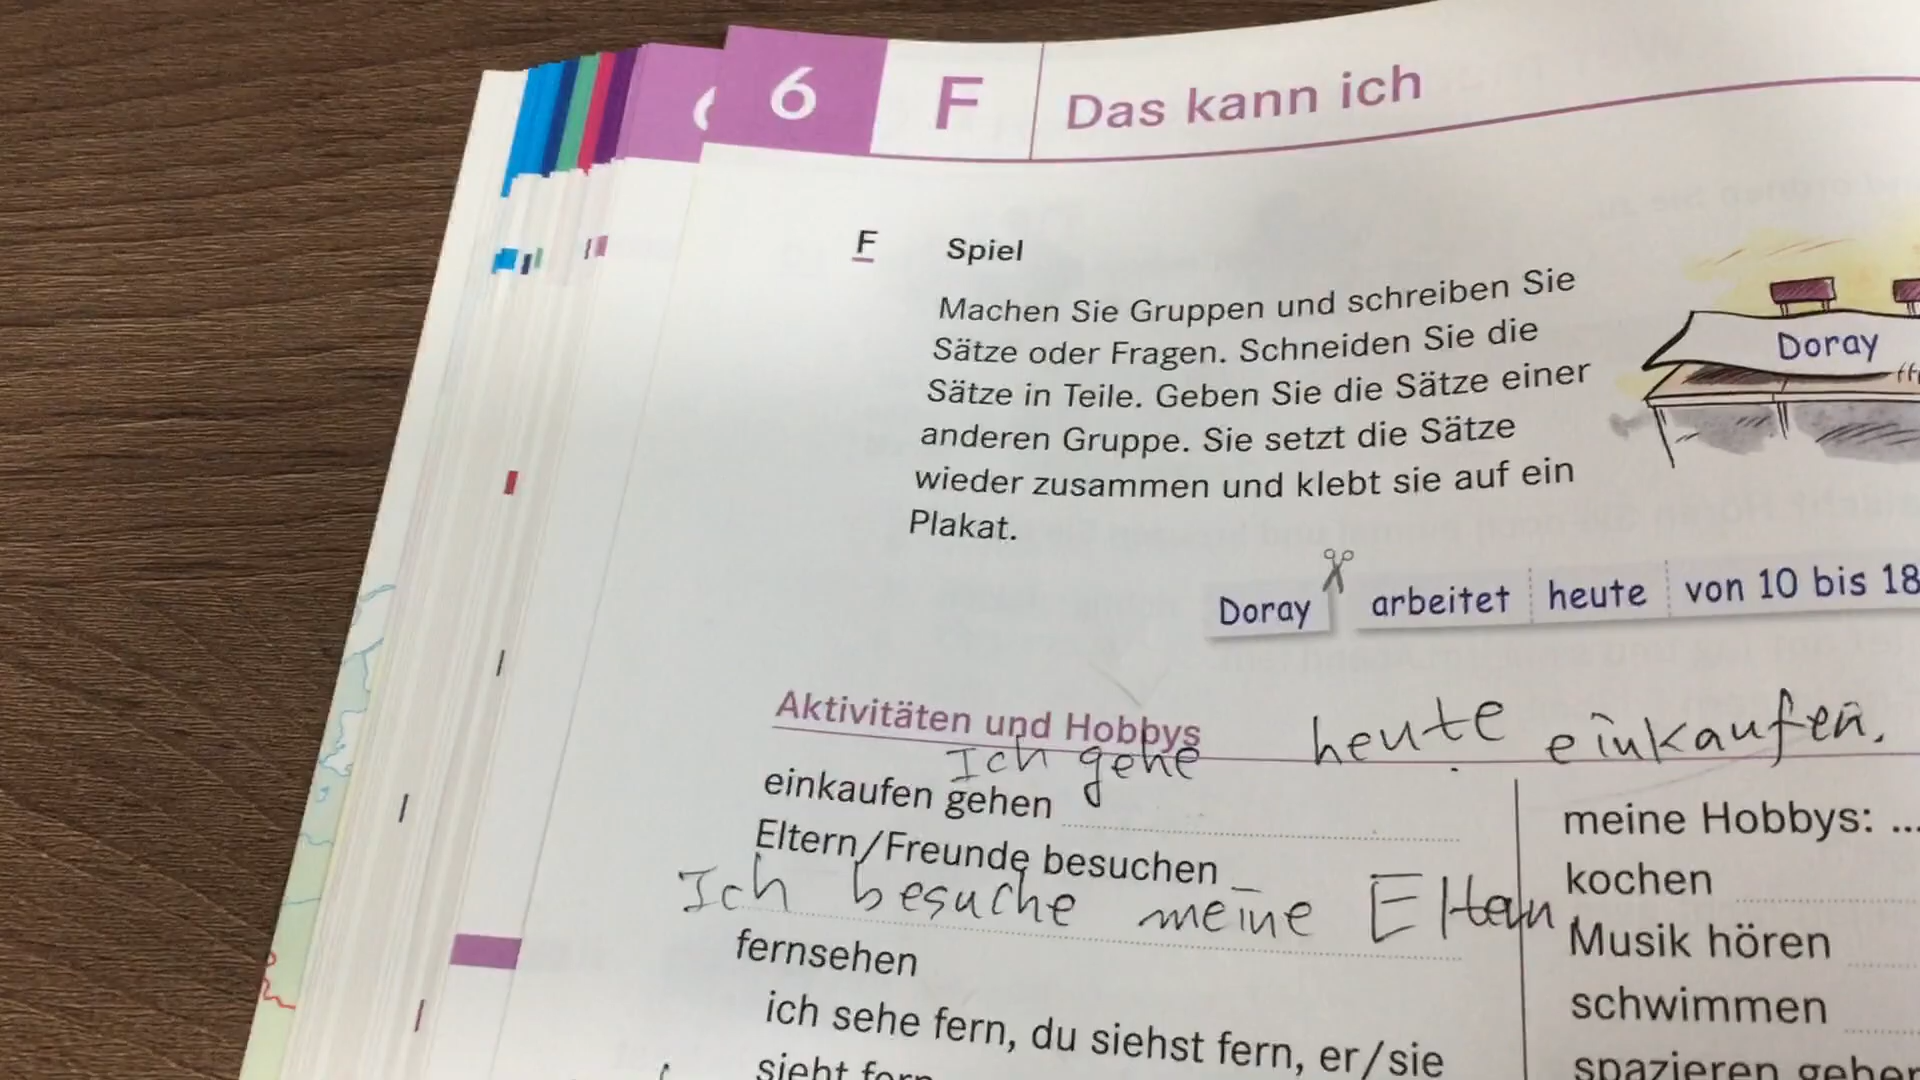 6 F Das kann ich
F Spiel
Machen Sie Gruppen und schreiben Sie
Sätze oder Fragen. Schneiden Sie die
Sätze in Teile. Geben Sie die Sätze einer
anderen Gruppe. Sie setzt die Sätze
wieder zusammen und klebt sie auf ein
Plakat.
Doray
Doray arbeitet heute von 10 bis 18
Aktivitäten und Hobbys
Ich gehe heute einkaufen.
einkaufen gehen
Eltern/Freunde besuchen
Ich besuche meine Eltern
fernsehen
ich sehe fern, du siehst fern, er/sie
sieht fern
meine Hobbys: ...
kochen
Musik hören
schwimmen
spazieren gehen